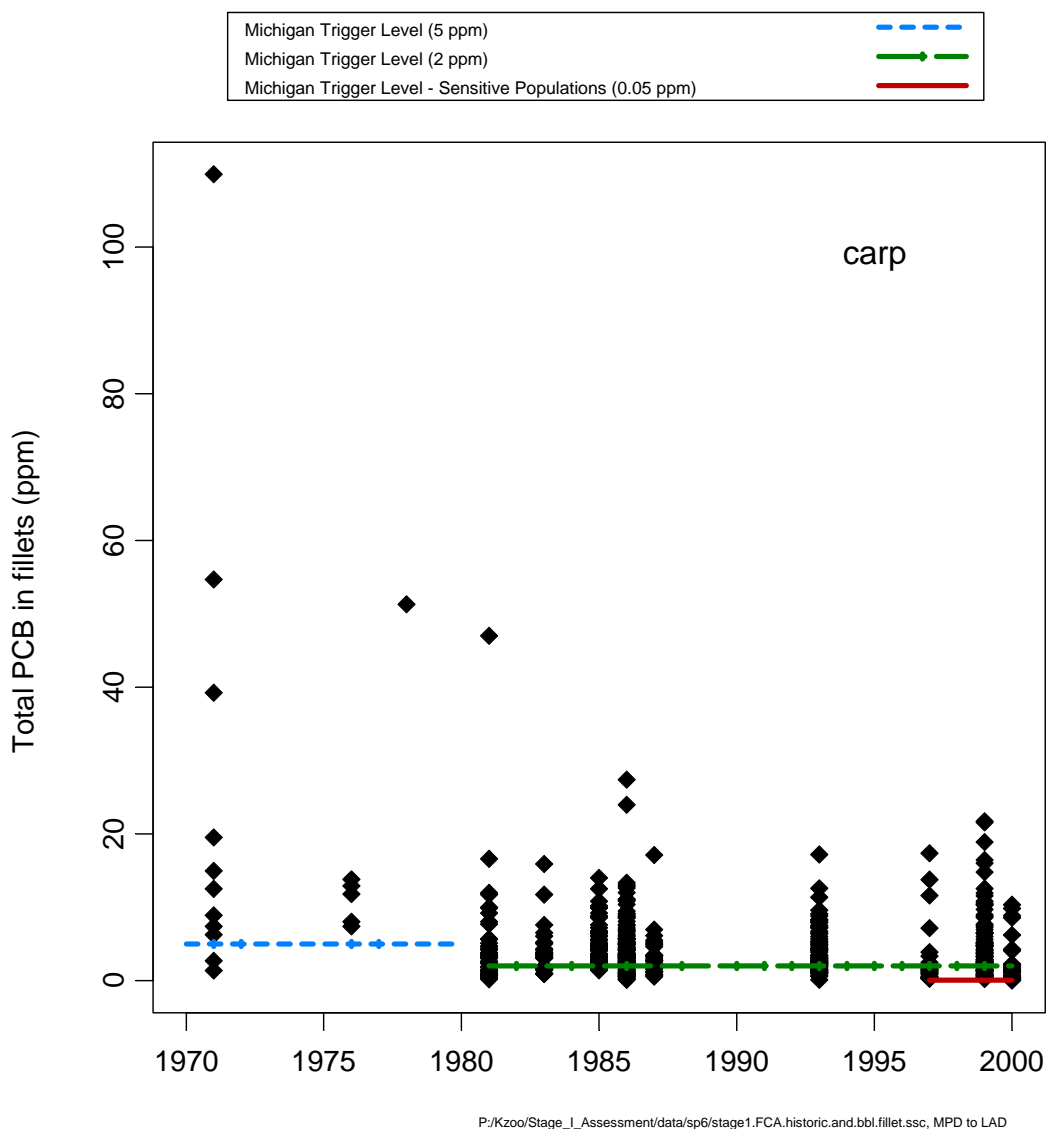 Michigan Trigger Level (5 ppm)
Michigan Trigger Level (2 ppm)
Michigan Trigger Level - Sensitive Populations (0.05 ppm)
carp
Total PCB in fillets (ppm)
100
80
60
40
20
0
1970 1975 1980 1985 1990 1995 2000
P:/Kzoo/Stage_I_Assessment/data/sp6/stage1.FCA.historic.and.bbl.fillet.ssc, MPD to LAD